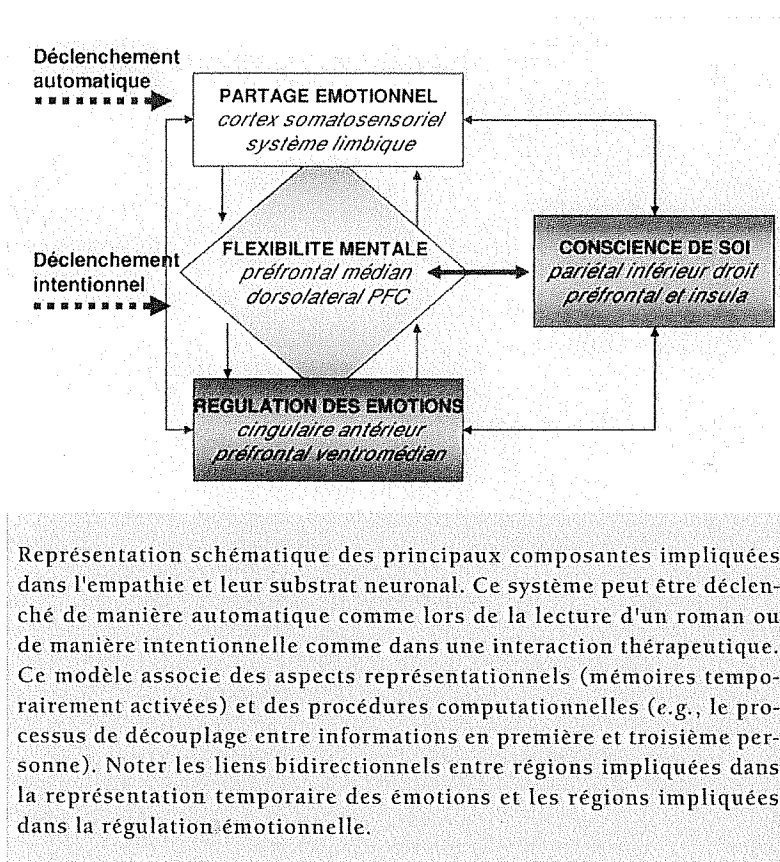 Déclenchement
automatique
PARTAGE EMOTIONNEL
cortex somatosensoriel
système limbique
Déclenchement
intentionnel
FLEXIBILITE MENTALE
préfrontal médian
dorsolateral PFC
CONSCIENCE DE SOI
pariétal inférieur droit
préfrontal et insula
REGULATION DES EMOTIONS
cingulaire antérieur
préfrontal ventromédian
Représentation schématique des principaux composantes impliquées
dans l'empathie et leur substrat neuronal. Ce système peut être déclen-
ché de manière automatique comme lors de la lecture d'un roman ou
de manière intentionnelle comme dans une interaction thérapeutique.
Ce modèle associe des aspects représentationnels (mémoires tempo-
rairement activées) et des procédures computationnelles (e.g., le pro-
cessus de découplage entre informations en première et troisième per-
sonne). Noter les liens bidirectionnels entre régions impliquées dans
la représentation temporaire des émotions et les régions impliquées
dans la régulation émotionnelle.